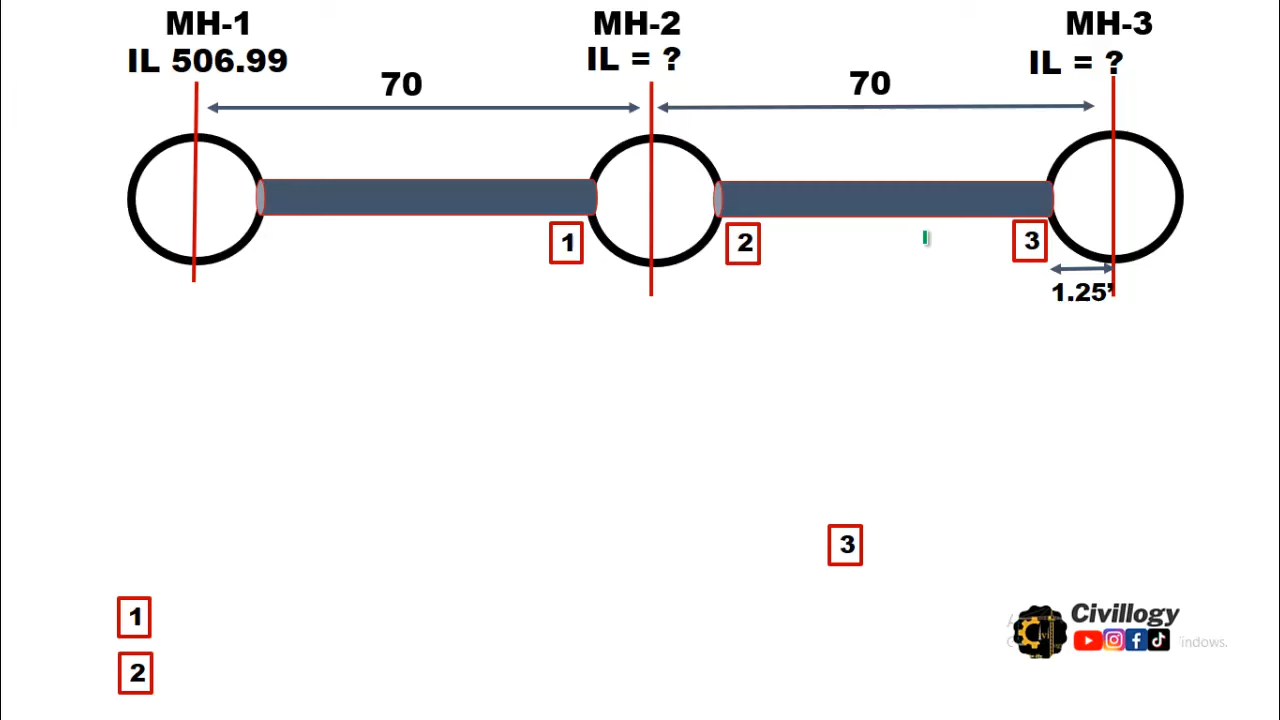 MH-1
MH-2
MH-3
IL 506.99
IL = ?
IL = ?
70
70
1
2
3
1.25’
3
1
2
Civillogy
indows.